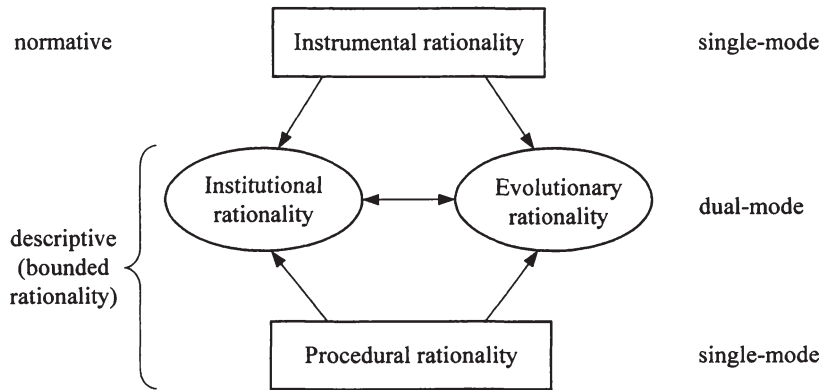 normative
Instrumental rationality
single-mode
Institutional
rationality
Evolutionary
rationality
dual-mode
descriptive
(bounded
rationality)
Procedural rationality
single-mode